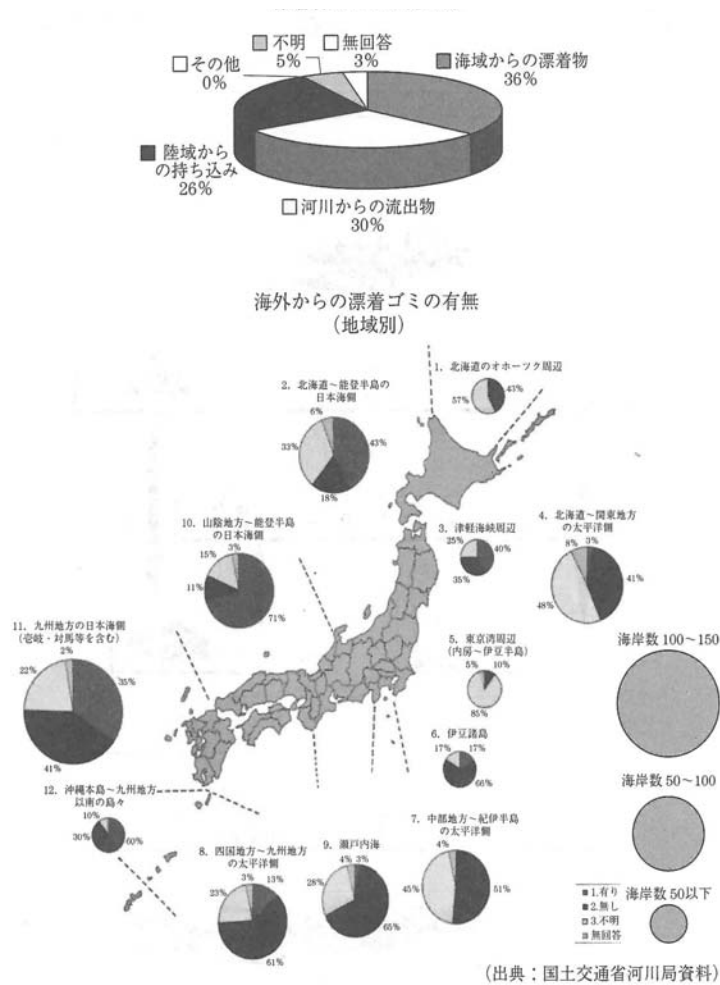 不明
5%
無回答
3%
その他
0%
海域からの漂着物
36%
陸域から
の持ち込み
26%
河川からの流出物
30%
海外からの漂着ゴミの有無
(地域別)
1. 北海道のオホーツク周辺
57%
43%
2. 北海道～能登半島の
日本海側
6%
33%
43%
18%
3. 津軽海峡周辺
25%
40%
35%
4. 北海道～関東地方
の太平洋側
8%
3%
41%
48%
10. 山陰地方～能登半島
の日本海側
15%
3%
11%
71%
11. 九州地方の日本海側
(壱岐・対馬等を含む)
2%
22%
35%
41%
5. 東京湾周辺
(内房～伊豆半島)
5%
10%
85%
6. 伊豆諸島
17%
17%
66%
海岸数 100～150
海岸数 50～100
12. 沖縄本島～九州地方
以南の島々
10%
30%
60%
8. 四国地方～九州地方
の太平洋側
3%
13%
23%
61%
9. 瀬戸内海
4%
3%
28%
65%
7. 中部地方～紀伊半島
の太平洋側
4%
45%
51%
1.有り
2.無し
3.不明
無回答
海岸数 50以下
(出典：国土交通省河川局資料)